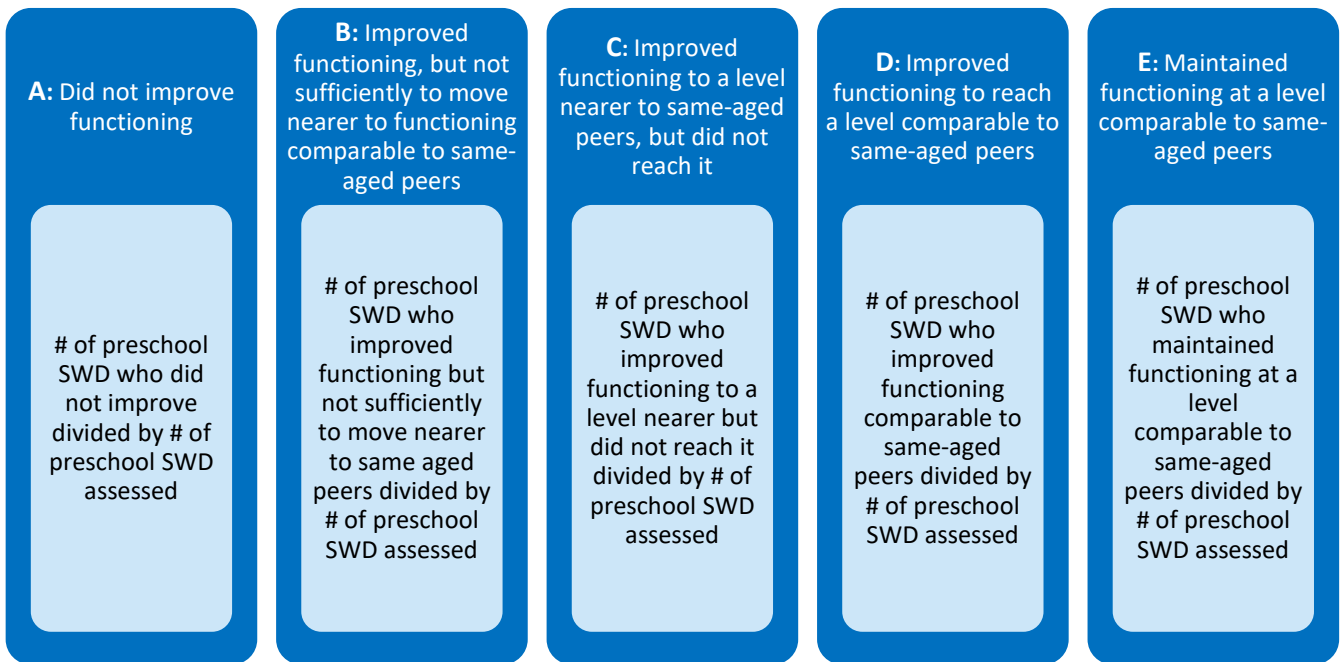 A: Did not improve
functioning
# of preschool
SWD who did
not improve
divided by # of
preschool SWD
assessed
B: Improved
functioning, but not
sufficiently to move
nearer to functioning
comparable to same-
aged peers
# of preschool
SWD who
improved
functioning but
not sufficiently
to move nearer
to same aged
peers divided by
# of preschool
SWD assessed
C: Improved
functioning to a level
nearer to same-aged
peers, but did not
reach it
# of preschool
SWD who
improved
functioning to a
level nearer but
did not reach it
divided by # of
preschool SWD
assessed
D: Improved
functioning to reach
a level comparable to
same-aged peers
# of preschool
SWD who
improved
functioning
comparable to
same-aged
peers divided by
# of preschool
SWD assessed
E: Maintained
functioning at a level
comparable to same-
aged peers
# of preschool
SWD who
maintained
functioning at a
level
comparable to
same-aged
peers divided by
# of preschool
SWD assessed